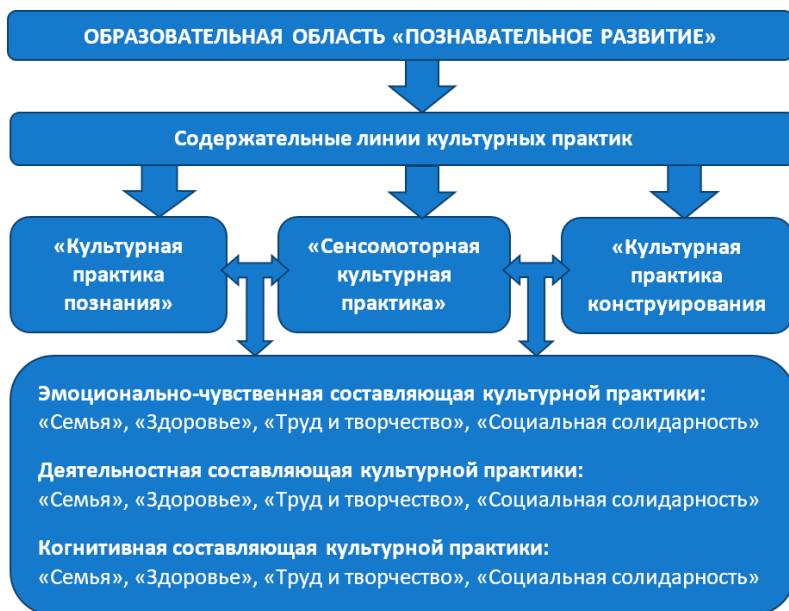 ОБРАЗОВАТЕЛЬНАЯ ОБЛАСТЬ «ПОЗНАВАТЕЛЬНОЕ РАЗВИТИЕ»
Содержательные линии культурных практик
«Культурная
практика
познания»
«Сенсомоторная
культурная
практика»
«Культурная
практика
конструирования
Эмоционально-чувственная составляющая культурной практики:
«Семья», «Здоровье», «Труд и творчество», «Социальная солидарность»
Деятельностная составляющая культурной практики:
«Семья», «Здоровье», «Труд и творчество», «Социальная солидарность»
Когнитивная составляющая культурной практики:
«Семья», «Здоровье», «Труд и творчество», «Социальная солидарность»